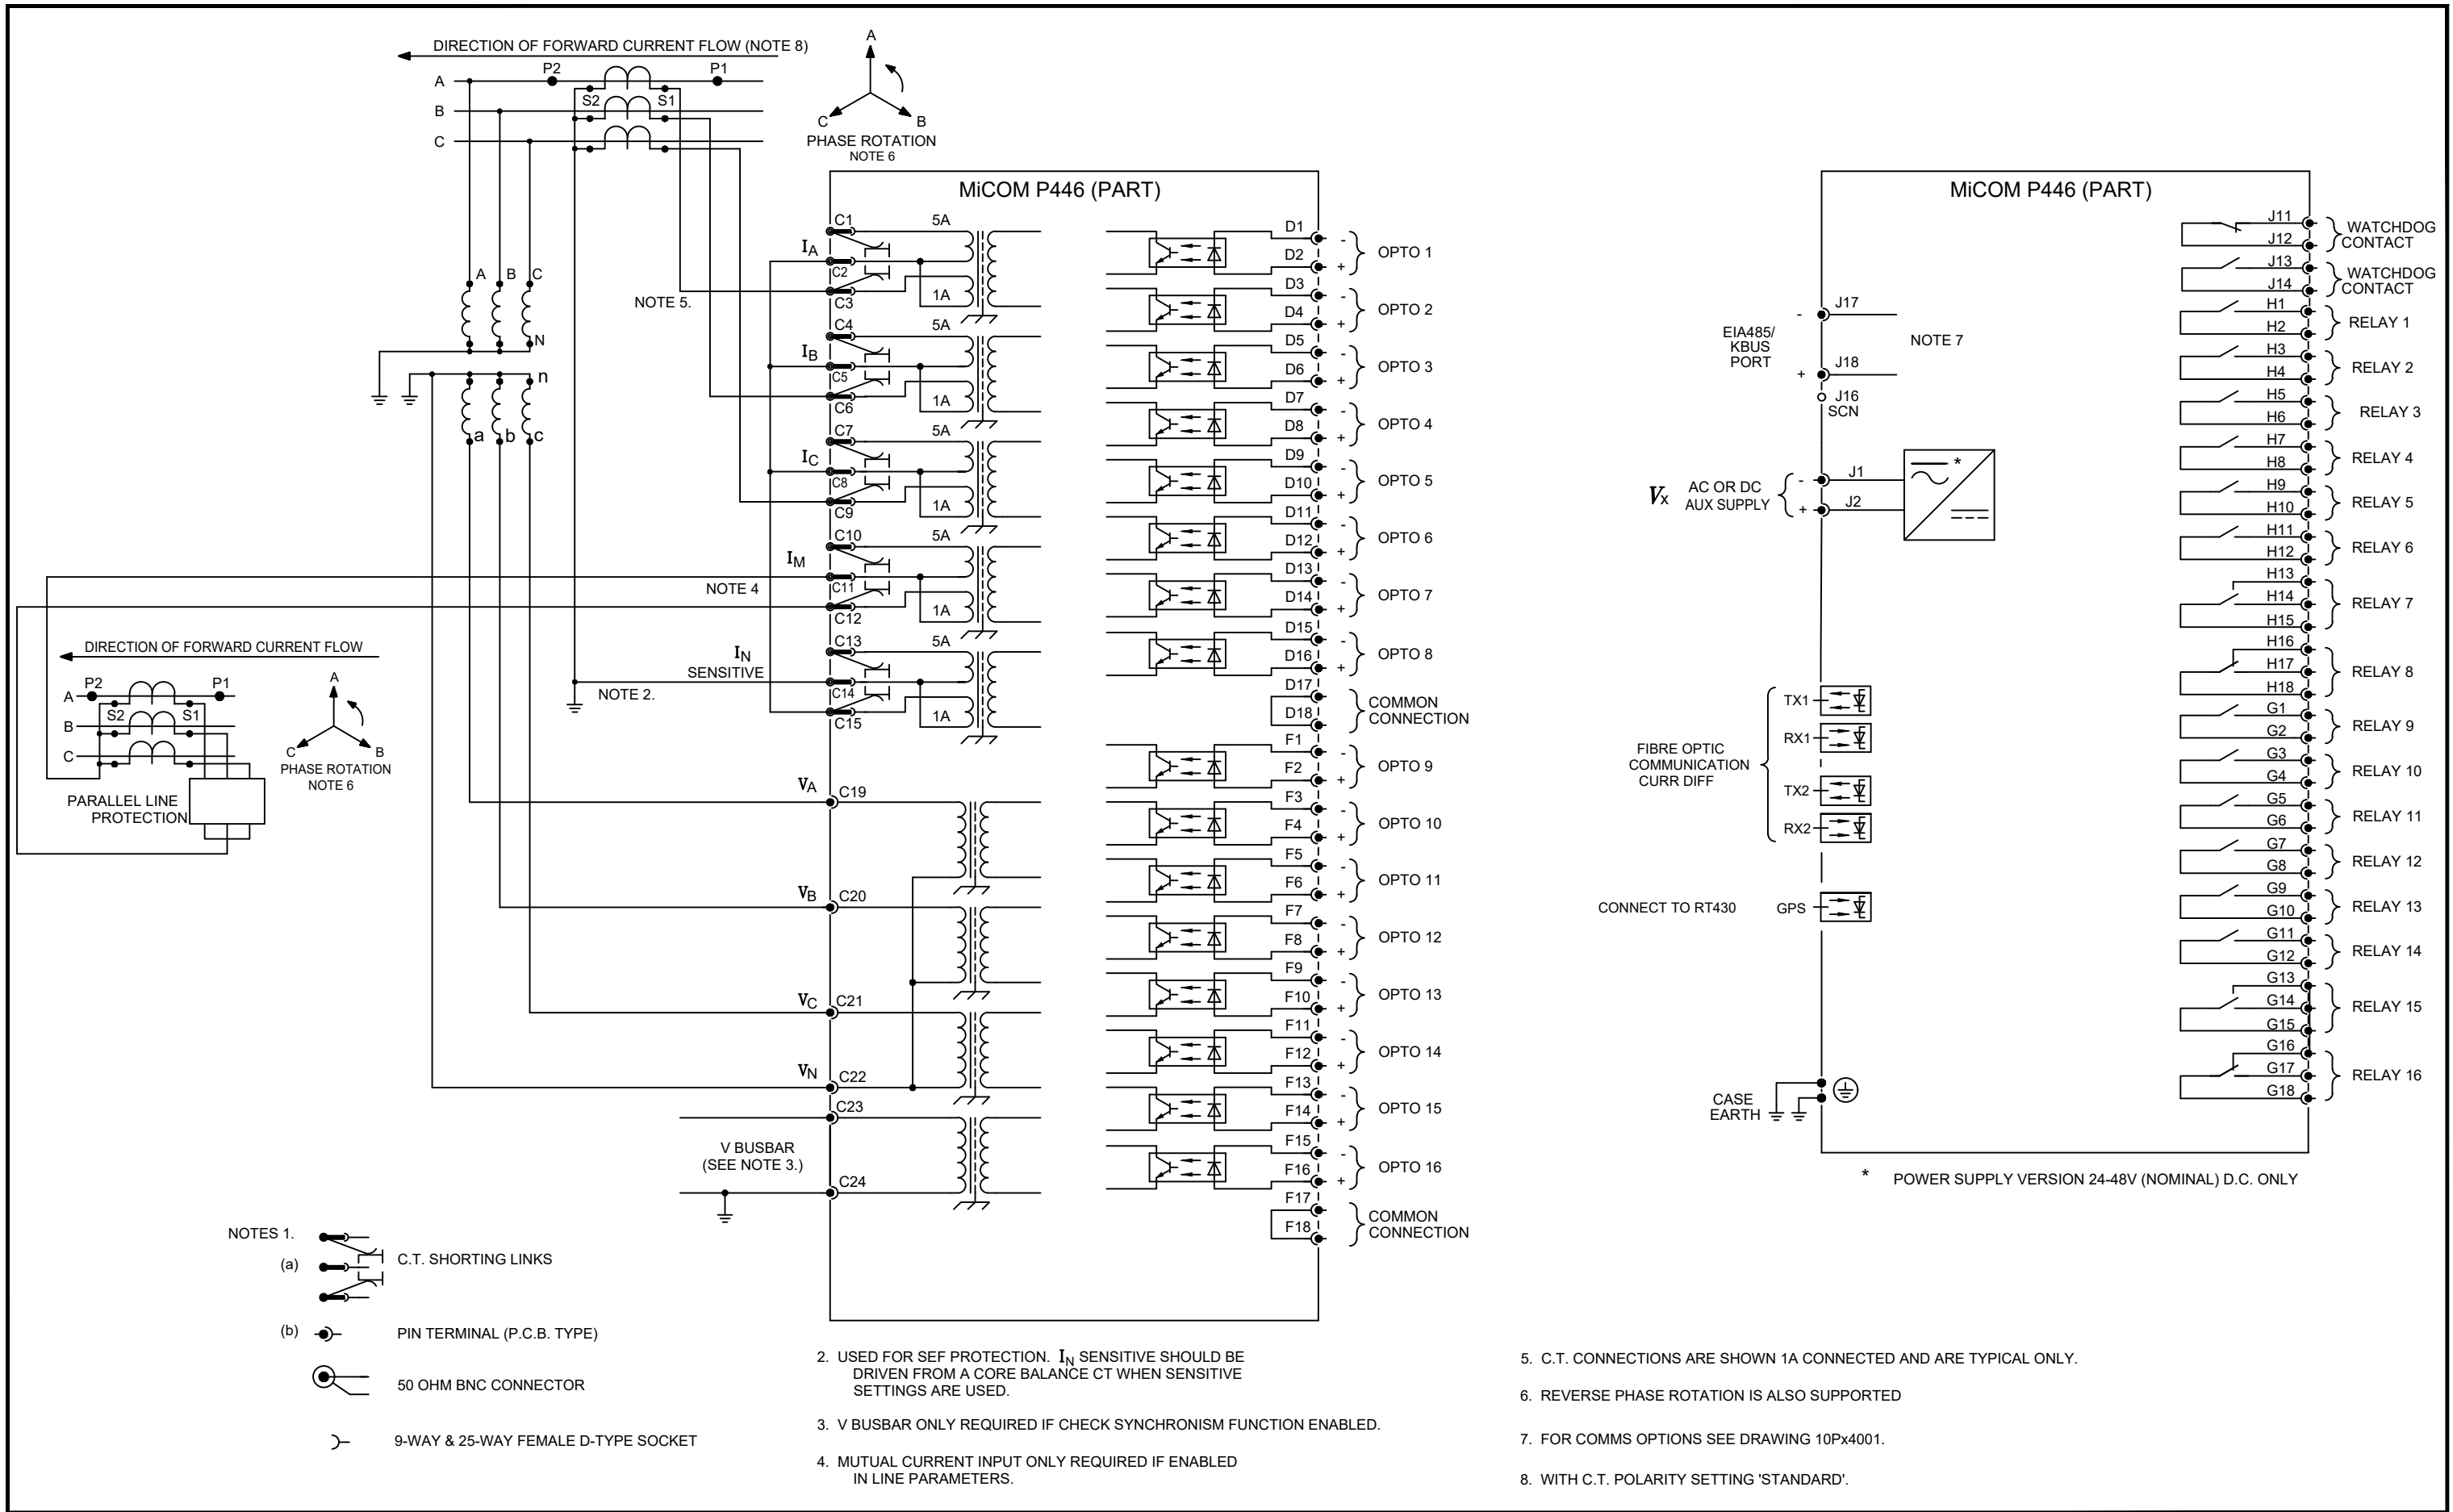 DIRECTION OF FORWARD CURRENT FLOW (NOTE 8)
A
P2
P1
S2
S1
B
C
A
C
B
PHASE ROTATION
NOTE 6
A
B
C
N
n
a
b
c
NOTE 5.
MiCOM P446 (PART)
IA
C1
5A
C2
1A
C3
IB
C4
5A
C5
1A
C6
IC
C7
5A
C8
1A
C9
IM
C10
5A
NOTE 4
C11
1A
C12
IN
SENSITIVE
NOTE 2.
C13
5A
C14
1A
C15
VA
C19
VB
C20
VC
C21
VN
C22
C23
V BUSBAR
(SEE NOTE 3.)
C24
DIRECTION OF FORWARD CURRENT FLOW
A
P2
P1
S2
S1
B
C
PARALLEL LINE
PROTECTION
A
C
B
PHASE ROTATION
NOTE 6
D1 -
D2 +
OPTO 1
D3 -
D4 +
OPTO 2
D5 -
D6 +
OPTO 3
D7 -
D8 +
OPTO 4
D9 -
D10 +
OPTO 5
D11 -
D12 +
OPTO 6
D13 -
D14 +
OPTO 7
D15 -
D16 +
OPTO 8
D17
D18
COMMON
CONNECTION
F1 -
F2 +
OPTO 9
F3 -
F4 +
OPTO 10
F5 -
F6 +
OPTO 11
F7 -
F8 +
OPTO 12
F9 -
F10 +
OPTO 13
F11 -
F12 +
OPTO 14
F13 -
F14 +
OPTO 15
F15 -
F16 +
OPTO 16
F17
F18
COMMON
CONNECTION
MiCOM P446 (PART)
- J17
EIA485/
KBUS
PORT
NOTE 7
+ J18
J16
SCN
Vx
AC OR DC
AUX SUPPLY
- J1
+ J2
*
FIBRE OPTIC
COMMUNICATION
CURR DIFF
TX1
RX1
TX2
RX2
CONNECT TO RT430
GPS
CASE
EARTH
J11
J12
WATCHDOG
CONTACT
J13
J14
WATCHDOG
CONTACT
H1
H2
RELAY 1
H3
H4
RELAY 2
H5
H6
RELAY 3
H7
H8
RELAY 4
H9
H10
RELAY 5
H11
H12
RELAY 6
H13
H14
H15
RELAY 7
H16
H17
H18
RELAY 8
G1
G2
RELAY 9
G3
G4
RELAY 10
G5
G6
RELAY 11
G7
G8
RELAY 12
G9
G10
RELAY 13
G11
G12
RELAY 14
G13
G14
G15
RELAY 15
G16
G17
G18
RELAY 16
* POWER SUPPLY VERSION 24-48V (NOMINAL) D.C. ONLY
NOTES 1.
(a) C.T. SHORTING LINKS
(b) PIN TERMINAL (P.C.B. TYPE)
50 OHM BNC CONNECTOR
9-WAY & 25-WAY FEMALE D-TYPE SOCKET
2. USED FOR SEF PROTECTION. IN SENSITIVE SHOULD BE
DRIVEN FROM A CORE BALANCE CT WHEN SENSITIVE
SETTINGS ARE USED.
3. V BUSBAR ONLY REQUIRED IF CHECK SYNCHRONISM FUNCTION ENABLED.
4. MUTUAL CURRENT INPUT ONLY REQUIRED IF ENABLED
IN LINE PARAMETERS.
5. C.T. CONNECTIONS ARE SHOWN 1A CONNECTED AND ARE TYPICAL ONLY.
6. REVERSE PHASE ROTATION IS ALSO SUPPORTED
7. FOR COMMS OPTIONS SEE DRAWING 10Px4001.
8. WITH C.T. POLARITY SETTING 'STANDARD'.